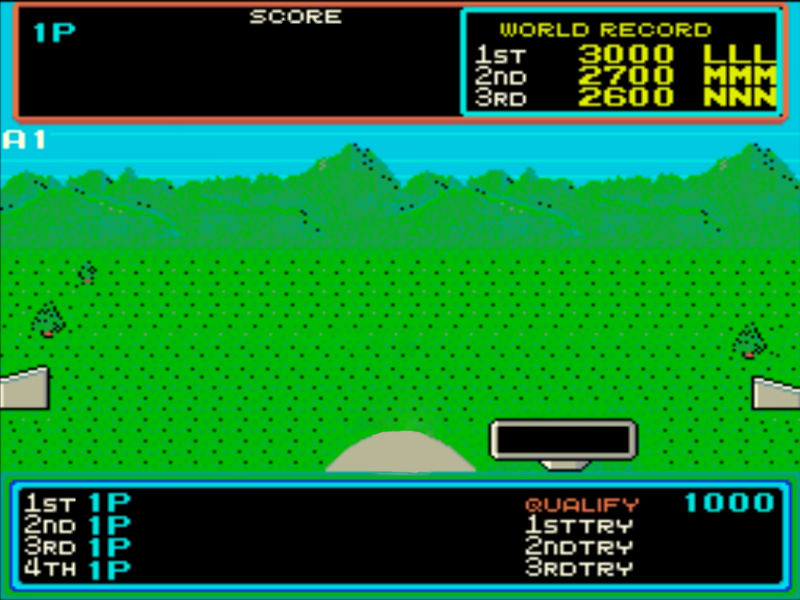 SCORE
1P
WORLD RECORD
1ST 3000 LLL
2ND 2700 MMM
3RD 2600 NNN
A1
1ST 1P
2ND 1P
3RD 1P
4TH 1P
QUALIFY 1000
1STTRY
2NDTRY
3RDTRY